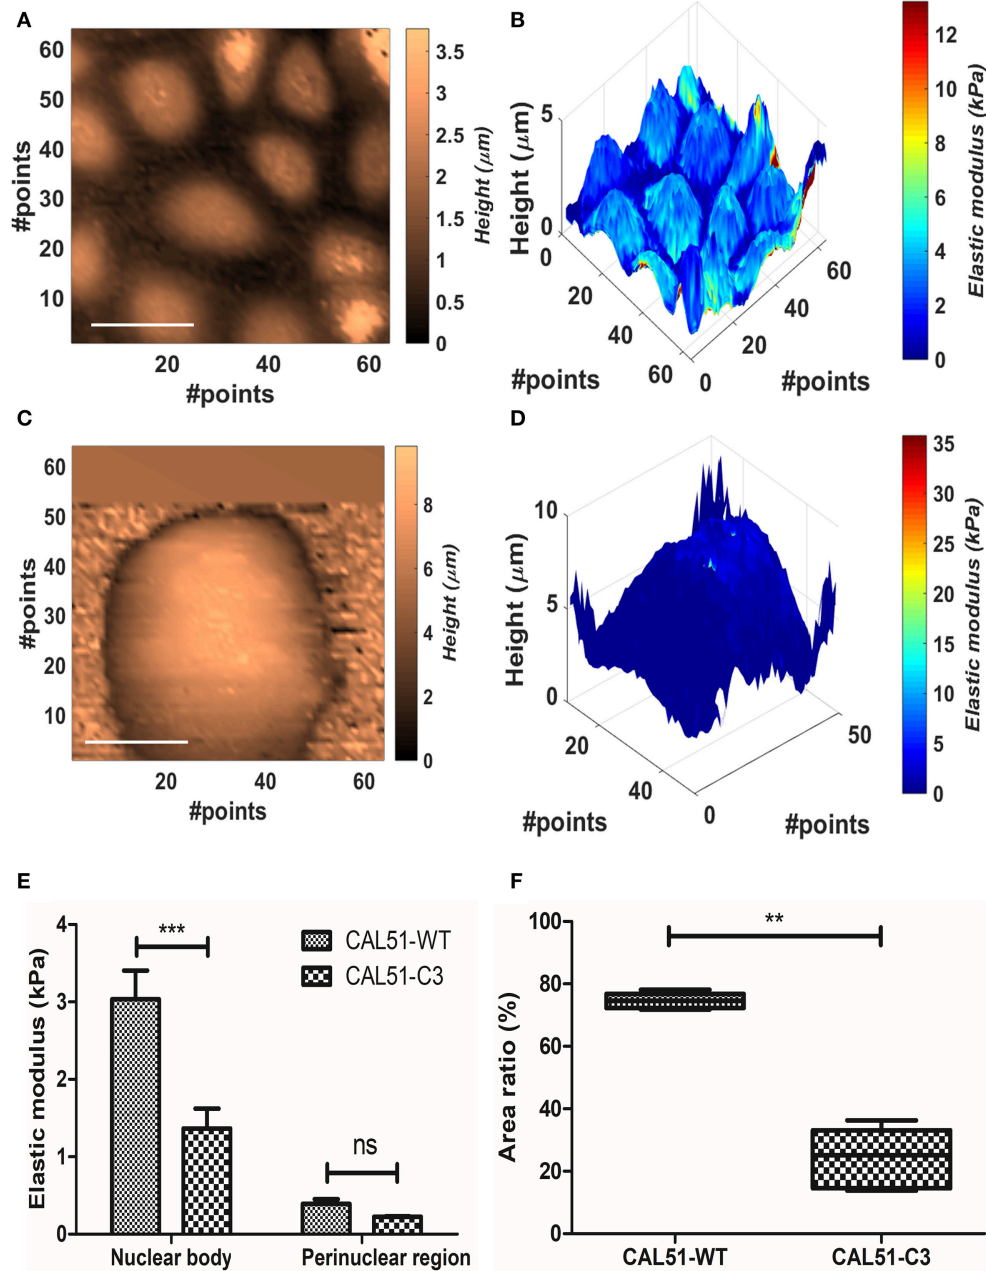 A
60
50
40
30
20
10
#points
20
40
60
#points
3.5
3
2.5
2
1.5
1
0.5
0
Height (μm)
B
5
0
Height (μm)
0
20
40
60
#points
0
20
40
60
#points
12
10
8
6
4
2
0
Elastic modulus (kPa)
C
60
50
40
30
20
10
#points
20
40
60
#points
8
6
4
2
0
Height (μm)
D
10
5
0
Height (μm)
20
40
#points
0
50
#points
35
30
25
20
15
10
5
0
Elastic modulus (kPa)
E
4
3
2
1
0
Elastic modulus (kPa)
***
CAL51-WT
CAL51-C3
ns
Nuclear body
Perinuclear region
F
100
80
60
40
20
0
Area ratio (%)
**
CAL51-WT
CAL51-C3